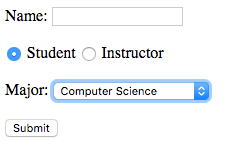 Name:
Student Instructor
Major: Computer Science
Submit